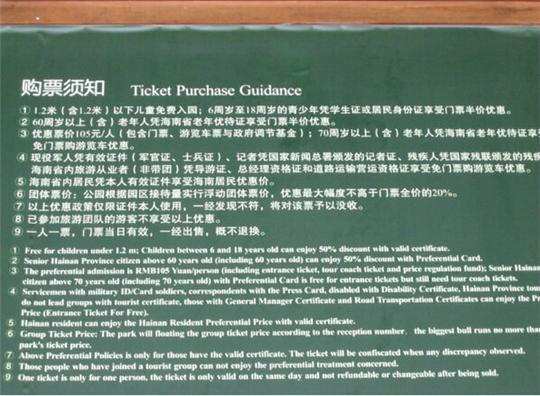 购票须知 Ticket Purchase Guidance
① 1.2米（含1.2米）以下儿童免费入园；6周岁至18周岁的青少年凭学生证或居民身份证享受门票半价优惠。
② 60周岁以上（含）老年人凭海南省老年优待证享受门票半价优惠。
③ 优惠票价105元/人（包含门票、游览车票与政府调节基金）；70周岁以上（含）老年人凭海南省老年优待证享
免门票购游览车优惠。
④ 现役军人凭有效证件（军官证、士兵证）、记者凭国家新闻总署颁发的记者证、残疾人凭国家残联颁发的残
海南省内旅游从业者（非带团）凭导游证、总经理资格证和道路运输营运资格证享受免门票购游览车优惠。
⑤ 海南省内居民凭本人有效证件享受海南居民优惠价。
⑥ 团体票价：公园根据园区接待量实行浮动团体票价，优惠最大幅度不高于门票全价的20%。
⑦ 以上优惠政策仅限证件本人使用，一经发现不符，将对该票予以没收。
⑧ 已参加旅游团队的游客不享受以上优惠。
⑨ 一人一票，门票当日有效，一经出售，概不退换。
① Free for children under 1.2 m; Children between 6 and 18 years old can enjoy 50% discount with valid certificate.
② Senior Hainan Province citizen above 60 years old (including 60 years old) can enjoy 50% discount with Preferential Card.
③ The preferential admission is RMB105 Yuan/person (including entrance ticket, tour coach ticket and price regulation fund); Senior Hainan
citizen above 70 years old (including 70 years old) with Preferential Card is free for entrance tickets but still need tour coach tickets.
④ Servicemen with military ID/Card soldiers, correspondents with the Press Card, disabled with Disability Certificate, Hainan Province tour
do not lead groups with tourist certificate, those with General Manager Certificate and Road Transportation Certificates can enjoy the Pre
Price (Entrance Ticket For Free).
⑤ Hainan resident can enjoy the Hainan Resident Preferential Price with valid certificate.
⑥ Group Ticket Price: The park will floating the group ticket price according to the reception number. the biggest bull runs no more than
park's ticket price.
⑦ Above Preferential Policies is only for those have the valid certificate. The ticket will be confiscated when any discrepancy observed.
⑧ Those people who have joined a tourist group can not enjoy the preferential treatment concerned.
⑨ One ticket is only for one person, the ticket is only valid on the same day and not refundable or changeable after being sold.